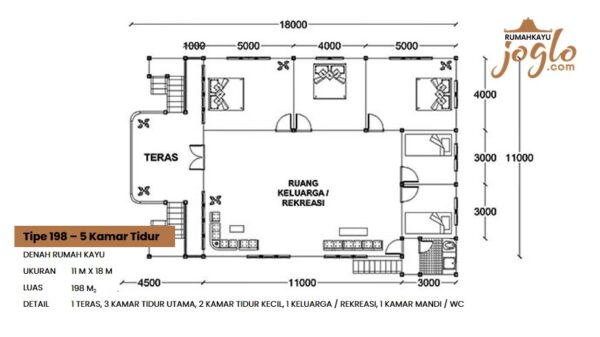 18000
RUMAHKAYU
joglo
.com
1000 5000 4000 5000
4000
TERAS
3000
11000
RUANG
KELUARGA /
REKREASI
3000
Tipe 198 – 5 Kamar Tidur
DENAH RUMAH KAYU
UKURAN 11 M X 18 M
LUAS 198 M₂
4500 11000 3000
DETAIL 1 TERAS, 3 KAMAR TIDUR UTAMA, 2 KAMAR TIDUR KECIL, 1 KELUARGA / REKREASI, 1 KAMAR MANDI / WC